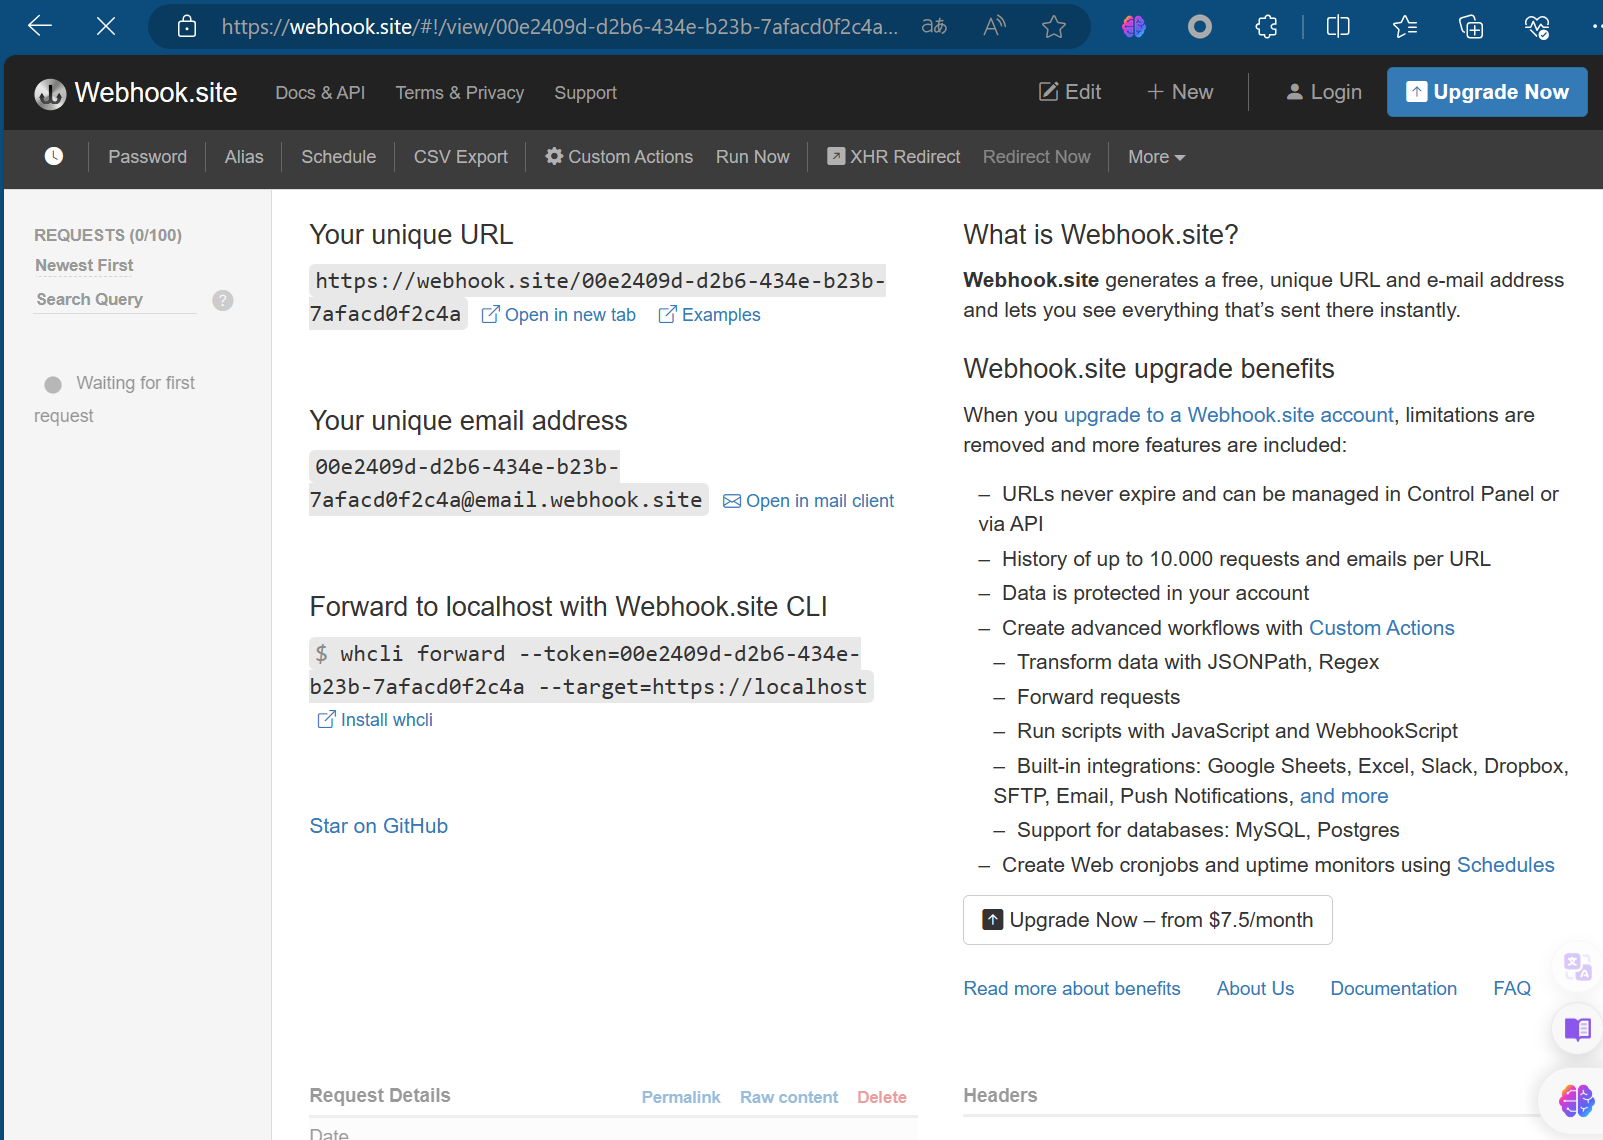 https://webhook.site/#!/view/00e2409d-d2b6-434e-b23b-7afacd0f2c4a...
Webhook.site Docs & API Terms & Privacy Support Edit + New Login Upgrade Now
Password Alias Schedule CSV Export Custom Actions Run Now XHR Redirect Redirect Now More
REQUESTS (0/100)
Newest First
Search Query ?
Waiting for first
request
Your unique URL
https://webhook.site/00e2409d-d2b6-434e-b23b-
7afacd0f2c4a Open in new tab Examples
Your unique email address
00e2409d-d2b6-434e-b23b-
7afacd0f2c4a@email.webhook.site Open in mail client
Forward to localhost with Webhook.site CLI
$ whcli forward --token=00e2409d-d2b6-434e-
b23b-7afacd0f2c4a --target=https://localhost
Install whcli
Star on GitHub
What is Webhook.site?
Webhook.site generates a free, unique URL and e-mail address
and lets you see everything that’s sent there instantly.
Webhook.site upgrade benefits
When you upgrade to a Webhook.site account, limitations are
removed and more features are included:
– URLs never expire and can be managed in Control Panel or
via API
– History of up to 10.000 requests and emails per URL
– Data is protected in your account
– Create advanced workflows with Custom Actions
– Transform data with JSONPath, Regex
– Forward requests
– Run scripts with JavaScript and WebhookScript
– Built-in integrations: Google Sheets, Excel, Slack, Dropbox,
SFTP, Email, Push Notifications, and more
– Support for databases: MySQL, Postgres
– Create Web cronjobs and uptime monitors using Schedules
Upgrade Now – from $7.5/month
Read more about benefits About Us Documentation FAQ
Request Details Permalink Raw content Delete
Date
Headers